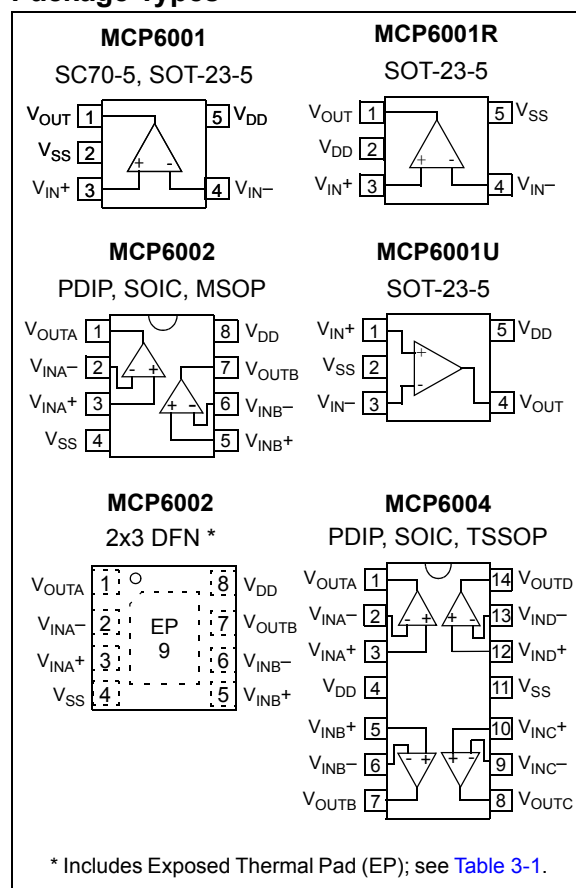 Package Types
MCP6001
SC70-5, SOT-23-5
VOUT 1
VSS 2
VIN+ 3
5 VDD
4 VIN–
+ -
MCP6001R
SOT-23-5
VOUT 1
VDD 2
VIN+ 3
5 VSS
4 VIN–
+ -
MCP6002
PDIP, SOIC, MSOP
VOUTA 1
VINA– 2
VINA+ 3
VSS 4
8 VDD
7 VOUTB
6 VINB–
5 VINB+
- +
+ -
MCP6001U
SOT-23-5
VIN+ 1
VSS 2
VIN– 3
5 VDD
4 VOUT
+
-
MCP6002
2x3 DFN *
VOUTA 1
VINA– 2
VINA+ 3
VSS 4
EP
9
8 VDD
7 VOUTB
6 VINB–
5 VINB+
MCP6004
PDIP, SOIC, TSSOP
VOUTA 1
VINA– 2
VINA+ 3
VDD 4
VINB+ 5
VINB– 6
VOUTB 7
14 VOUTD
13 VIND–
12 VIND+
11 VSS
10 VINC+
9 VINC–
8 VOUTC
- + + -
- + + -
* Includes Exposed Thermal Pad (EP); see Table 3-1.